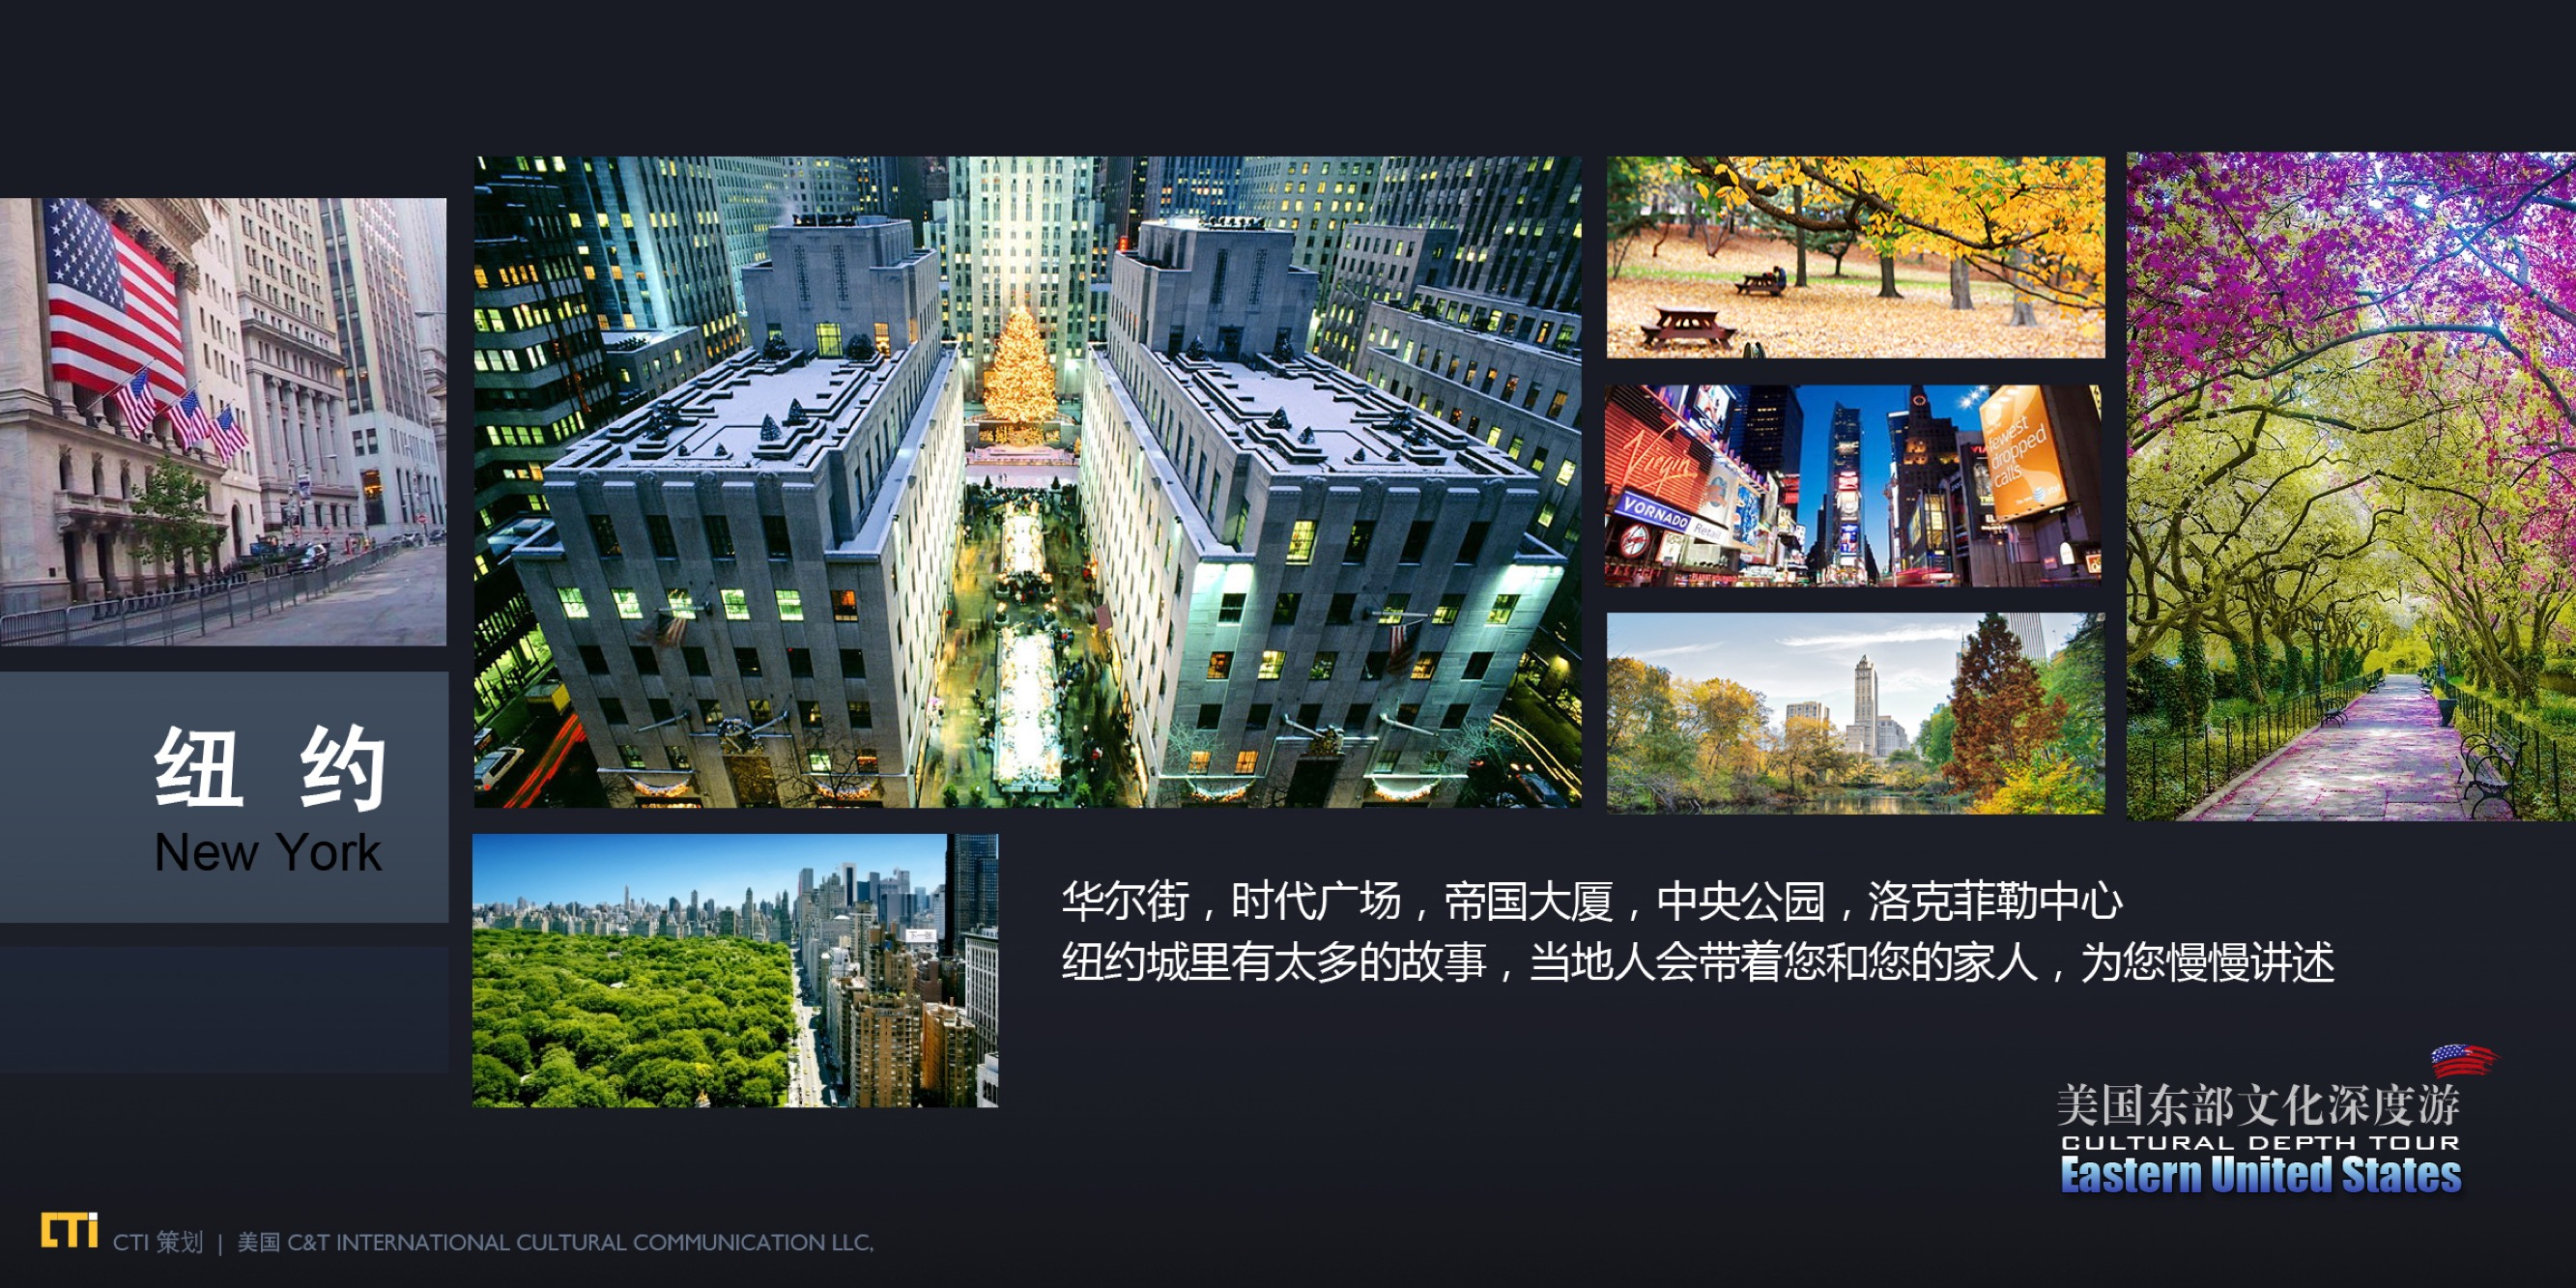 纽 约
New York
Virgin
VORNADO
Retail
fewest
dropped
calls.
at&t
下一张
华尔街，时代广场，帝国大厦，中央公园，洛克菲勒中心
纽约城里有太多的故事，当地人会带着您和您的家人，为您慢慢讲述
美国东部文化深度游
CULTURAL DEPTH TOUR
Eastern United States
CTi CTI 策划 | 美国 C&T INTERNATIONAL CULTURAL COMMUNICATION LLC,